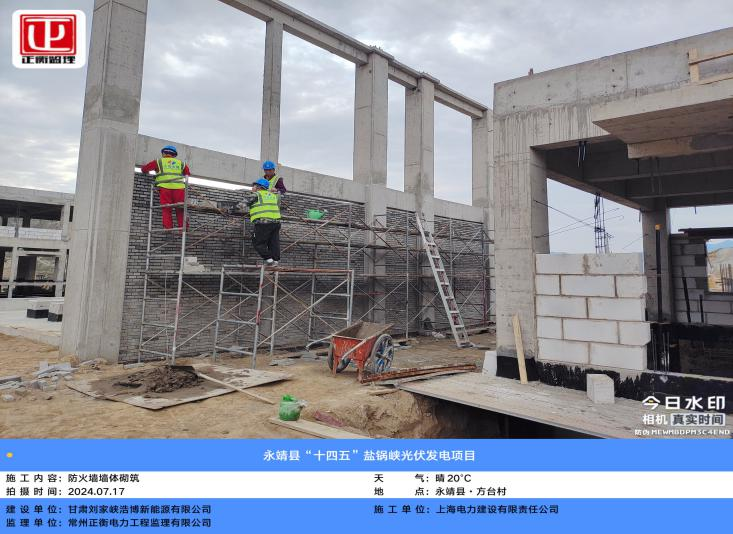 正衡监理
今日水印
相机 真实时间
防伪 MEWMBDPM3C4END
永靖县“十四五”盐锅峡光伏发电项目
施工内容：防火墙墙体砌筑
天气：晴 20℃
拍摄时间：2024.07.17
地点：永靖县·方台村
建设单位：甘肃刘家峡浩博新能源有限公司
施工单位：上海电力建设有限责任公司
监理单位：常州正衡电力工程监理有限公司